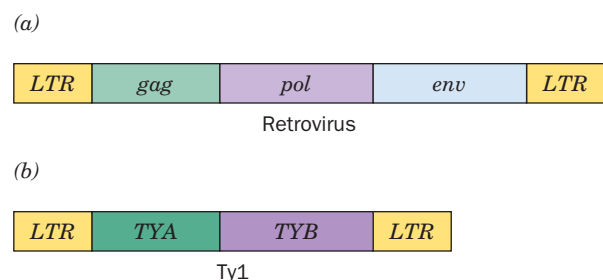 (a)
LTR gag pol env LTR
Retrovirus
(b)
LTR TYA TYB LTR
Ty1